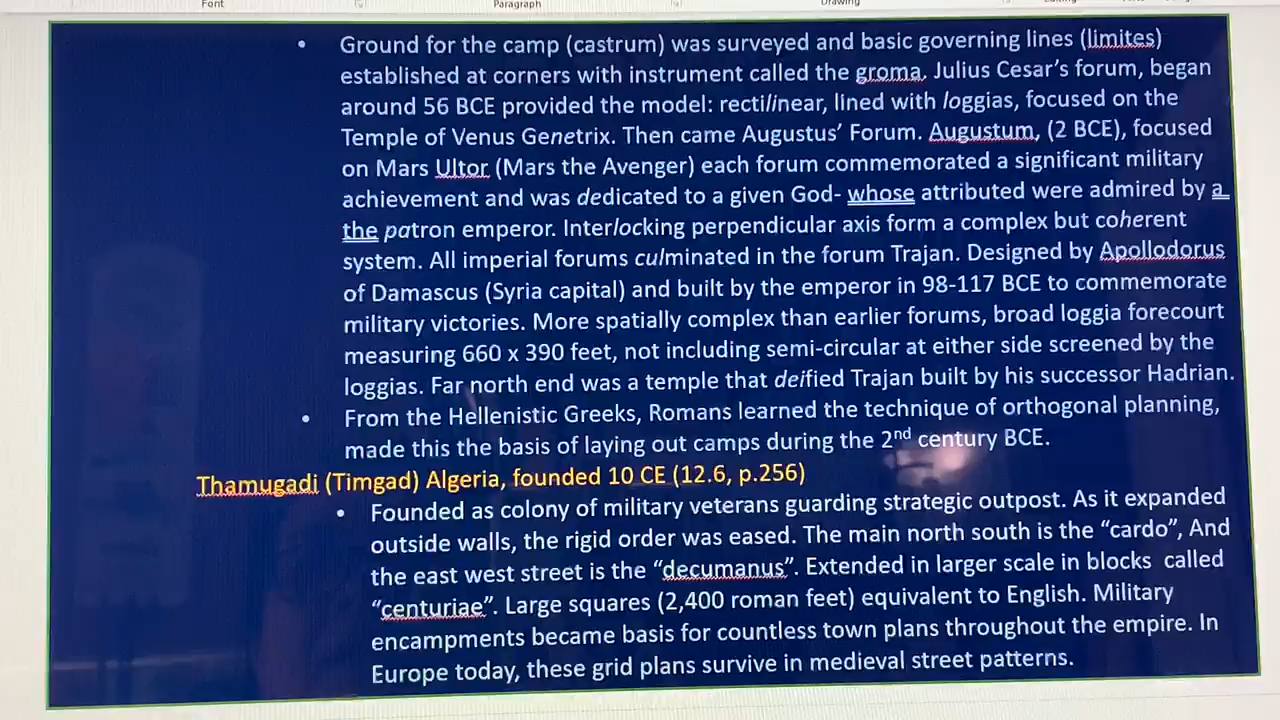 Font
Paragraph
Drawing
• Ground for the camp (castrum) was surveyed and basic governing lines (limites)
established at corners with instrument called the groma. Julius Cesar's forum, began
around 56 BCE provided the model: rectilinear, lined with loggias, focused on the
Temple of Venus Genetrix. Then came Augustus' Forum. Augustum, (2 BCE), focused
on Mars Ultor (Mars the Avenger) each forum commemorated a significant military
achievement and was dedicated to a given God- whose attributed were admired by a
the patron emperor. Interlocking perpendicular axis form a complex but coherent
system. All imperial forums culminated in the forum Trajan. Designed by Apollodorus
of Damascus (Syria capital) and built by the emperor in 98-117 BCE to commemorate
military victories. More spatially complex than earlier forums, broad loggia forecourt
measuring 660 x 390 feet, not including semi-circular at either side screened by the
loggias. Far north end was a temple that deified Trajan built by his successor Hadrian.
• From the Hellenistic Greeks, Romans learned the technique of orthogonal planning,
made this the basis of laying out camps during the 2nd century BCE.
Thamugadi (Timgad) Algeria, founded 10 CE (12.6, p.256)
• Founded as colony of military veterans guarding strategic outpost. As it expanded
outside walls, the rigid order was eased. The main north south is the "cardo", And
the east west street is the "decumanus". Extended in larger scale in blocks called
"centuriae". Large squares (2,400 roman feet) equivalent to English. Military
encampments became basis for countless town plans throughout the empire. In
Europe today, these grid plans survive in medieval street patterns.